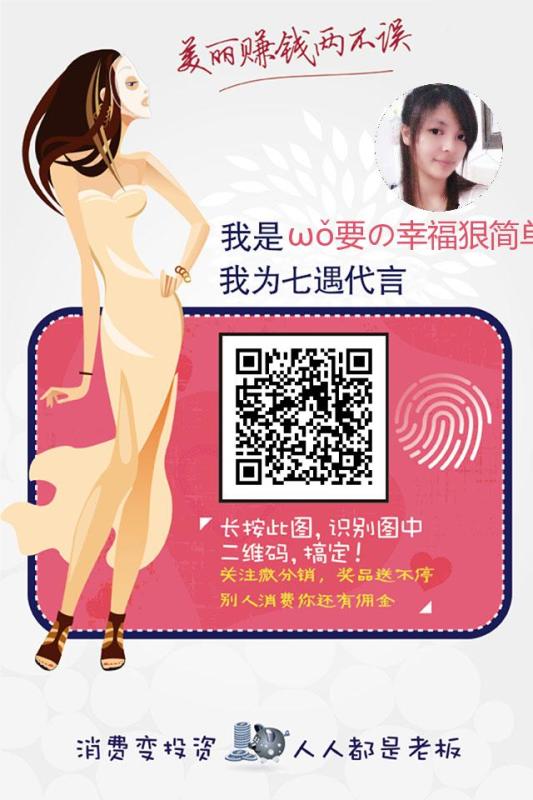 美丽赚钱两不误
我是ωǒ要の幸福狠简单
我为七遇代言
长按此图，识别图中
二维码，搞定！
关注微分销，奖品送不停
别人消费你还有佣金
消费变投资 人人都是老板